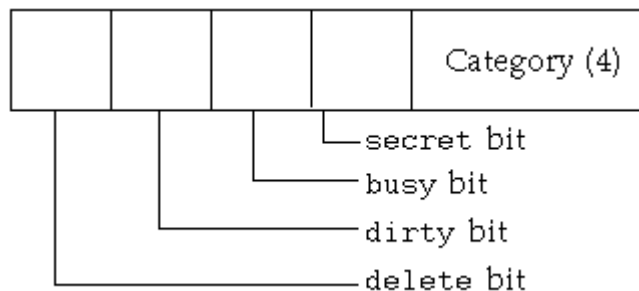 Category (4)
secret bit
busy bit
dirty bit
delete bit